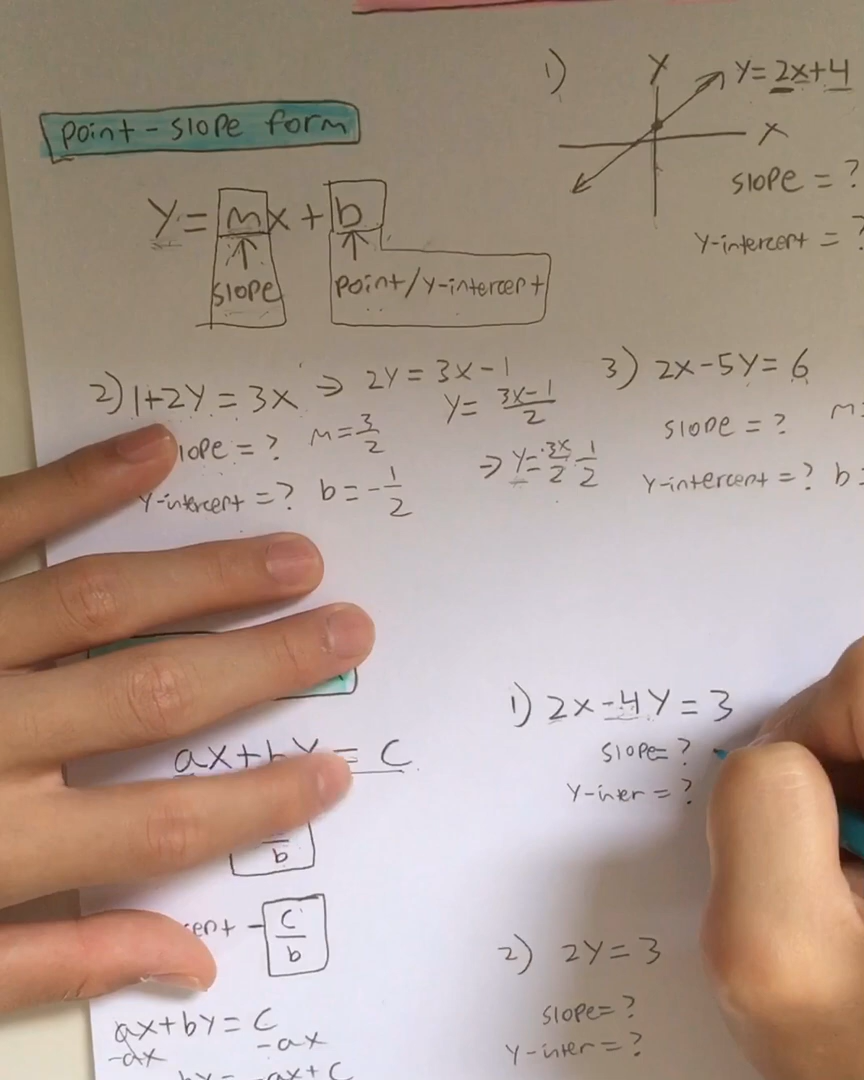 point-slope form
y = mx + b
slope
point/y-intercept
1)
y
y=2x+4
x
slope = ?
y-intercept = ?
2) 1+2y = 3x ⇒ 2y = 3x-1
y= 3x-1/2
slope = ? m= 3/2
⇒ y= 3x/2 - 1/2
y-intercept = ? b = -1/2
3) 2x-5y= 6
slope = ? m=
y-intercept = ? b=
ax+by = c
b
- c/b
ax+by = c
-ax -ax
1) 2x-4y = 3
slope= ?
y-inter = ?
2) 2y= 3
slope= ?
y-inter = ?